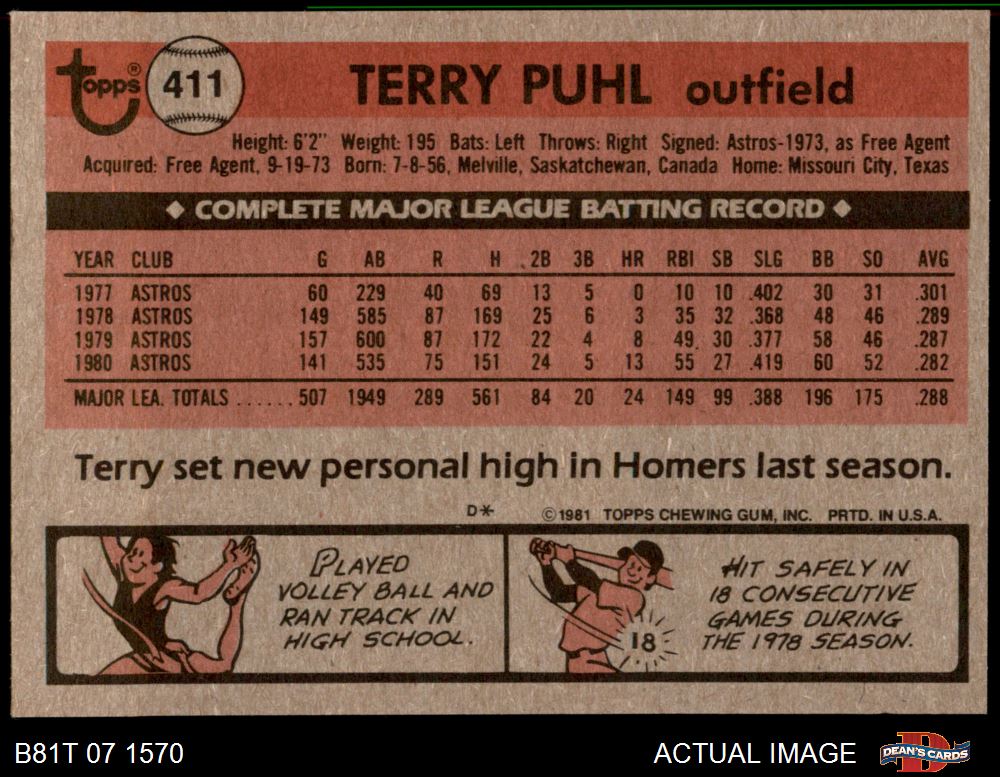 topps® 411 TERRY PUHL outfield
Height: 6'2" Weight: 195 Bats: Left Throws: Right Signed: Astros-1973, as Free Agent
Acquired: Free Agent, 9-19-73 Born: 7-8-56, Melville, Saskatchewan, Canada Home: Missouri City, Texas
◆ COMPLETE MAJOR LEAGUE BATTING RECORD ◆
YEAR CLUB G AB R H 2B 3B HR RBI SB SLG BB SO AVG
1977 ASTROS 60 229 40 69 13 5 0 10 10 .402 30 31 .301
1978 ASTROS 149 585 87 169 25 6 3 35 32 .368 48 46 .289
1979 ASTROS 157 600 87 172 22 4 8 49 30 .377 58 46 .287
1980 ASTROS 141 535 75 151 24 5 13 55 27 .419 60 52 .282
MAJOR LEA. TOTALS ...... 507 1949 289 561 84 20 24 149 99 .388 196 175 .288
Terry set new personal high in Homers last season.
D* ©1981 TOPPS CHEWING GUM, INC. PRTD. IN U.S.A.
PLAYED
VOLLEY BALL AND
RAN TRACK IN
HIGH SCHOOL.
18
HIT SAFELY IN
18 CONSECUTIVE
GAMES DURING
THE 1978 SEASON.
B81T 07 1570 ACTUAL IMAGE DEAN'S CARDS